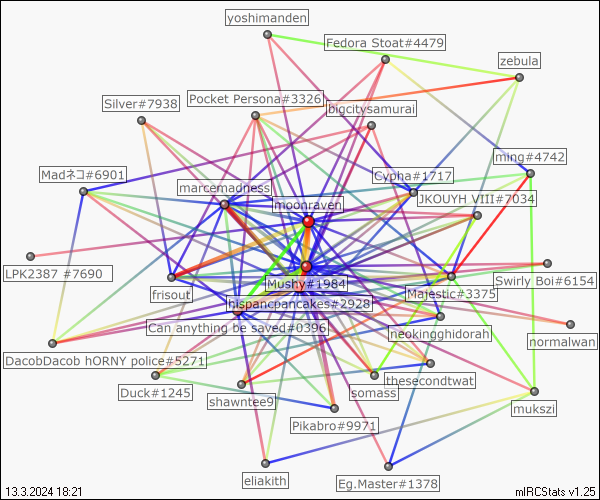 yoshimanden
Fedora Stoat#4479
zebula
Silver#7938
Pocket Persona#3326
bigcitysamurai
ming#4742
Madネコ#6901
Cypha#1717
marcemadness
JKOUYH VIII#7034
moonraven
LPK2387 #7690
Swirly Boi#6154
Mushy#1984
frisout
Majestic#3375
hispancpancakes#2928
Can anything be saved#0396
neokingghidorah
normalwan
DacobDacob hORNY police#5271
thesecondtwat
Duck#1245
somass
shawntee9
mukszi
Pikabro#9971
eliakith
Eg.Master#1378
13.3.2024 18:21
mIRCStats v1.25